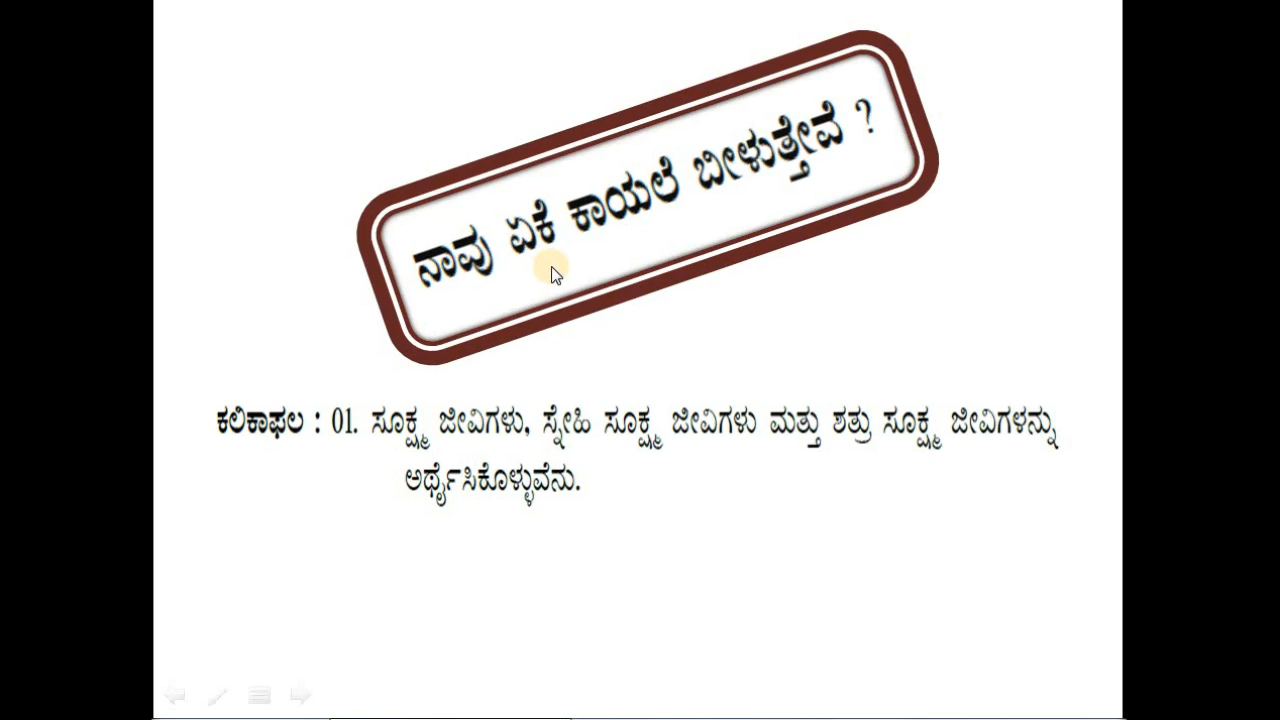 ನಾವು ಏಕೆ ಕಾಯಲೆ ಬೀಳುತ್ತೇವೆ ?
ಕಲಿಕಾಫಲ : 01. ಸೂಕ್ಷ್ಮ ಜೀವಿಗಳು, ಸ್ನೇಹಿ ಸೂಕ್ಷ್ಮ ಜೀವಿಗಳು ಮತ್ತು ಶತ್ರು ಸೂಕ್ಷ್ಮ ಜೀವಿಗಳನ್ನು
ಅರ್ಥೈಸಿಕೊಳ್ಳುವೆನು.